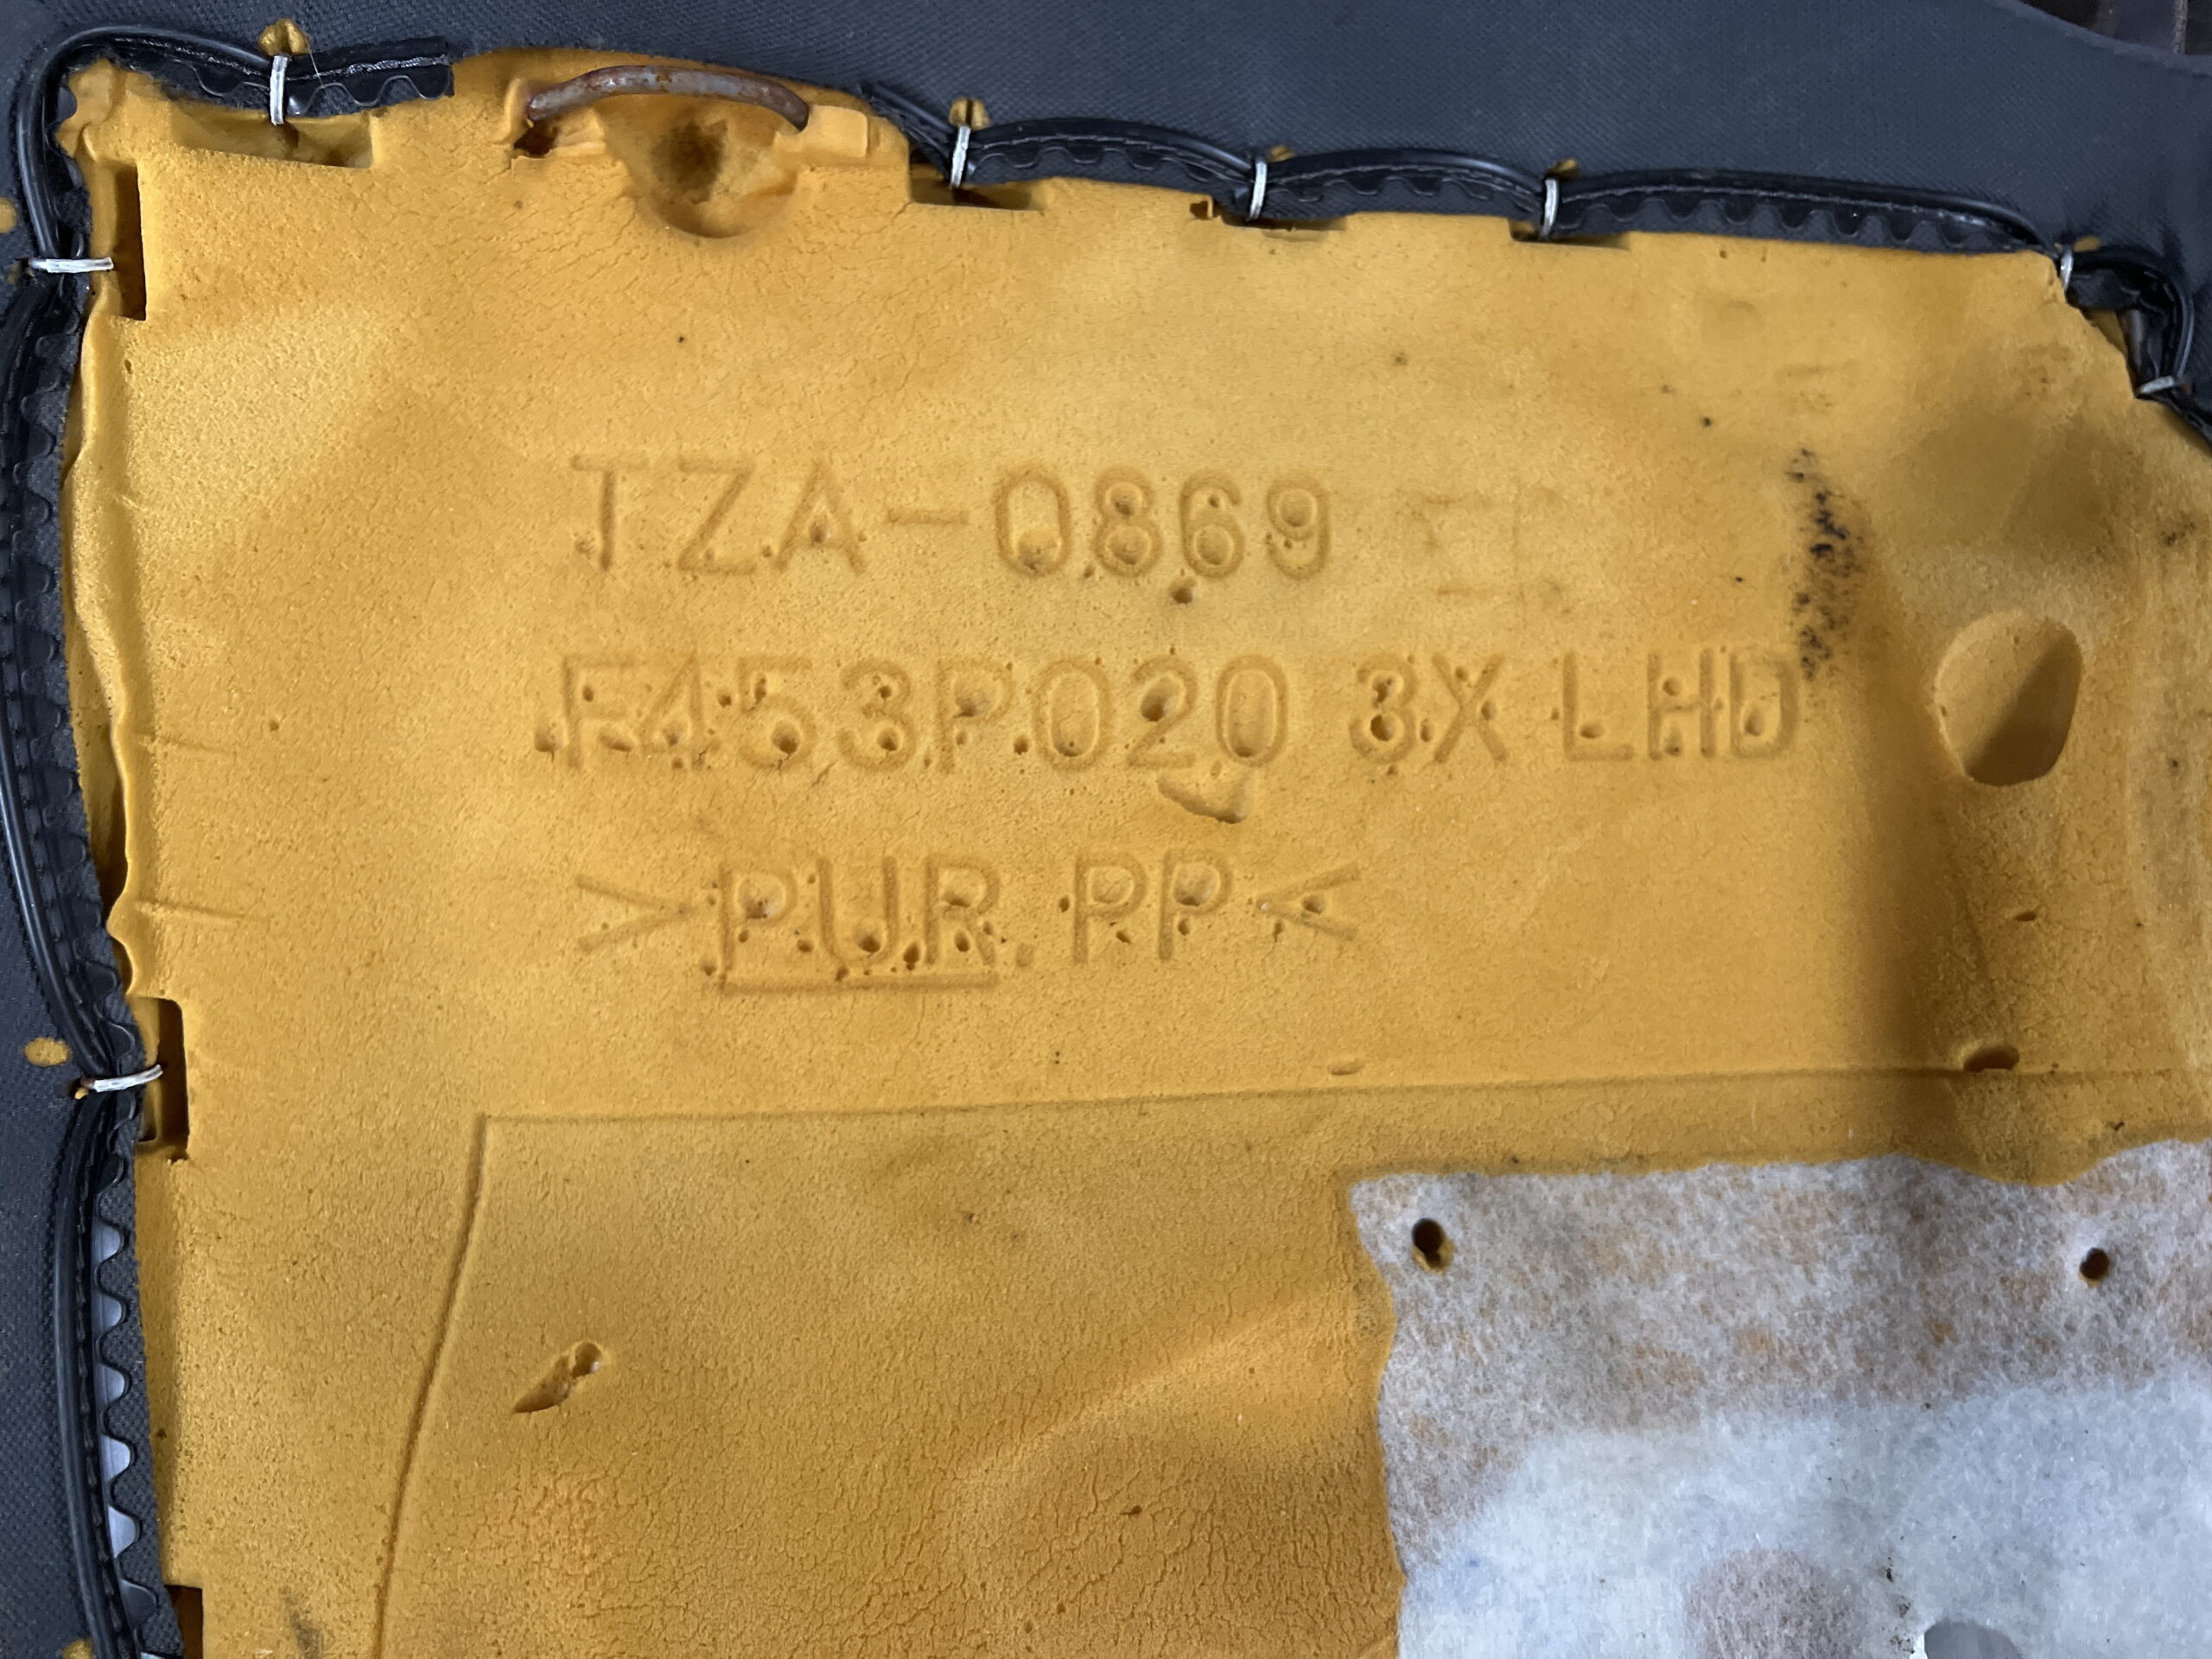 TZA-0869
F453P020 3X LHD
>PUR.PP<